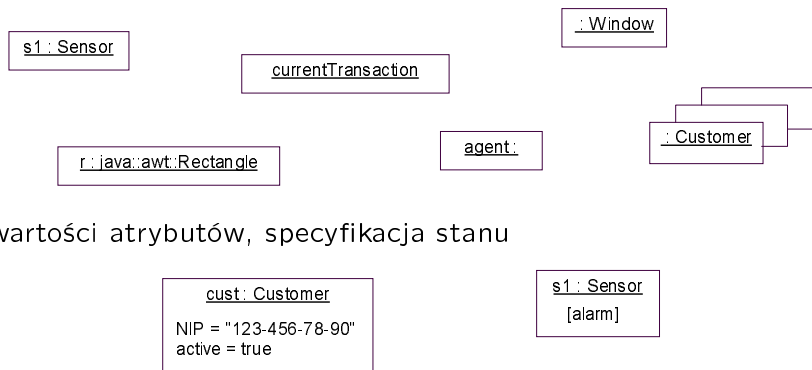 : Window
s1 : Sensor
currentTransaction
: Customer
agent :
r : java::awt::Rectangle
wartości atrybutów, specyfikacja stanu
cust : Customer
NIP = "123-456-78-90"
active = true
s1 : Sensor
[alarm]